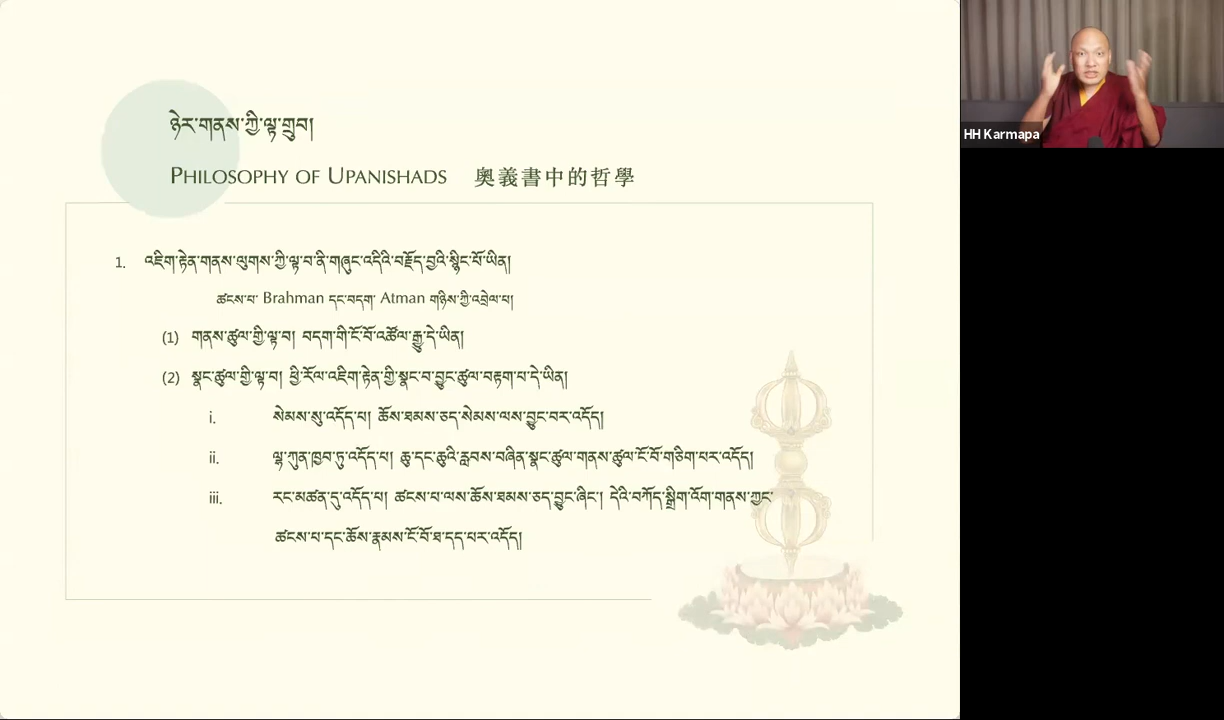 ཉེར་གནས་ཀྱི་ལྟ་གྲུབ།
PHILOSOPHY OF UPANISHADS 奧義書中的哲學
1. འཇིག་རྟེན་གནས་ལུགས་ཀྱི་ལྟ་བ་ནི་གཞུང་འདིའི་བརྗོད་བྱའི་སྙིང་པོ་ཡིན།
ཚངས་པ་ Brahman དང་བདག་ Atman གཉིས་ཀྱི་འབྲེལ་པ།
(1) གནས་ཚུལ་གྱི་ལྟ་བ། བདག་གི་ངོ་བོ་འཚོལ་རྒྱུ་དེ་ཡིན།
(2) སྣང་ཚུལ་གྱི་ལྟ་བ། ཕྱི་རོལ་འཇིག་རྟེན་གྱི་སྣང་བ་བྱུང་ཚུལ་བརྟག་པ་དེ་ཡིན།
i. སེམས་སུ་འདོད་པ། ཆོས་ཐམས་ཅད་སེམས་ལས་བྱུང་བར་འདོད།
ii. ལྷ་ཀུན་ཁྱབ་ཏུ་འདོད་པ། ཆུ་དང་ཆུའི་རླབས་བཞིན་སྣང་ཚུལ་གནས་ཚུལ་ངོ་བོ་གཅིག་པར་འདོད།
iii. རང་མཚན་དུ་འདོད་པ། ཚངས་པ་ལས་ཆོས་ཐམས་ཅད་བྱུང་ཞིང་། དེའི་བཀོད་སྒྲིག་འོག་གནས་ཀྱང་
ཚངས་པ་དང་ཆོས་རྣམས་ངོ་བོ་ཐ་དད་པར་འདོད།
HH Karmapa